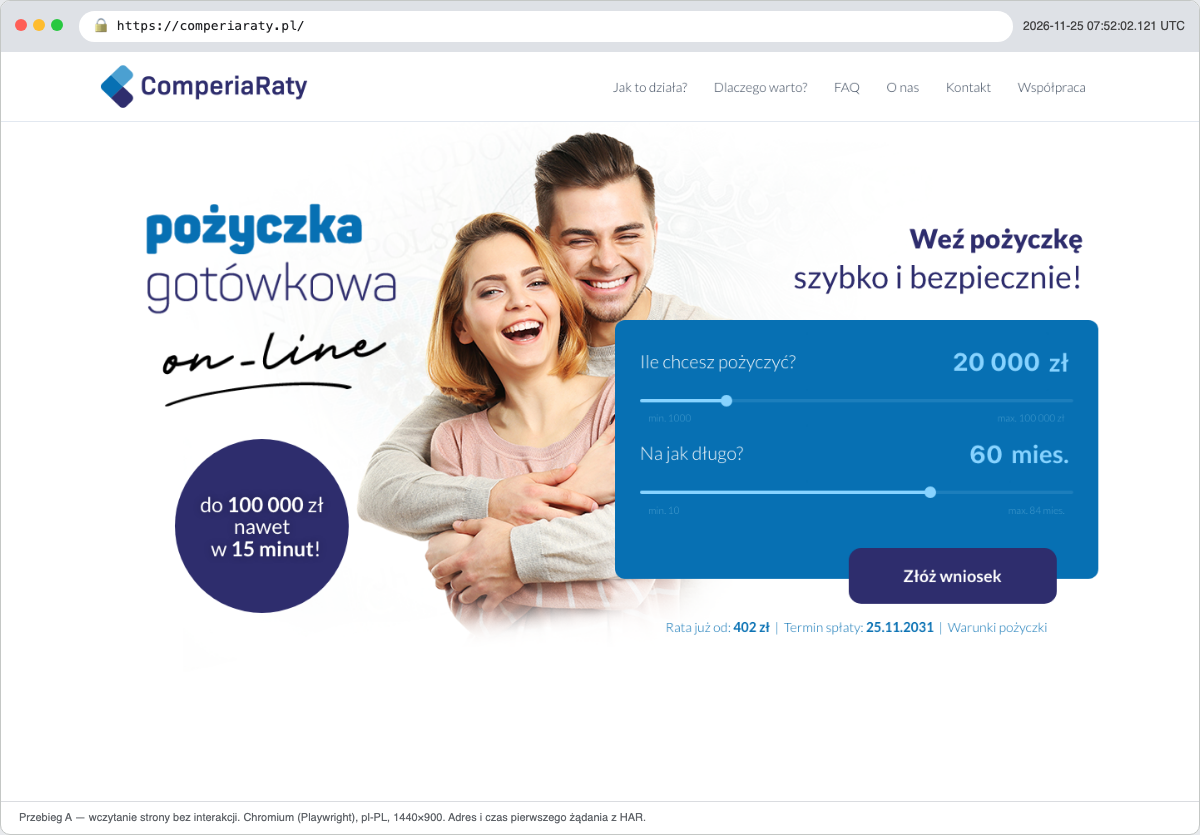 https://comperiaraty.pl/
2026-11-25 07:52:02.121 UTC
ComperiaRaty
Jak to działa?
Dlaczego warto?
FAQ
O nas
Kontakt
Współpraca
pożyczka
gotówkowa
on-line
do 100 000 zł
nawet
w 15 minut!
Weź pożyczkę
szybko i bezpiecznie!
Ile chcesz pożyczyć?
20 000 zł
min. 1000
max. 100 000 zł
Na jak długo?
60 mies.
min. 10
max. 84 mies.
Złóż wniosek
Rata już od: 402 zł | Termin spłaty: 25.11.2031 | Warunki pożyczki
Przebieg A — wczytanie strony bez interakcji. Chromium (Playwright), pl-PL, 1440×900. Adres i czas pierwszego żądania z HAR.